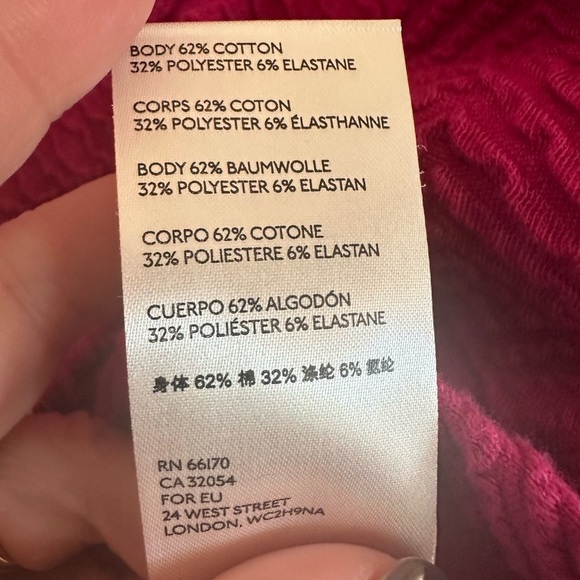 BODY 62% COTTON
32% POLYESTER 6% ELASTANE
CORPS 62% COTON
32% POLYESTER 6% ÉLASTHANNE
BODY 62% BAUMWOLLE
32% POLYESTER 6% ELASTAN
CORPO 62% COTONE
32% POLIESTERE 6% ELASTAN
CUERPO 62% ALGODÓN
32% POLIÉSTER 6% ELASTANE
身体 62% 棉 32% 涤纶 6% 氨纶
RN 66170
CA 32054
FOR EU
24 WEST STREET
LONDON, WC2H9NA